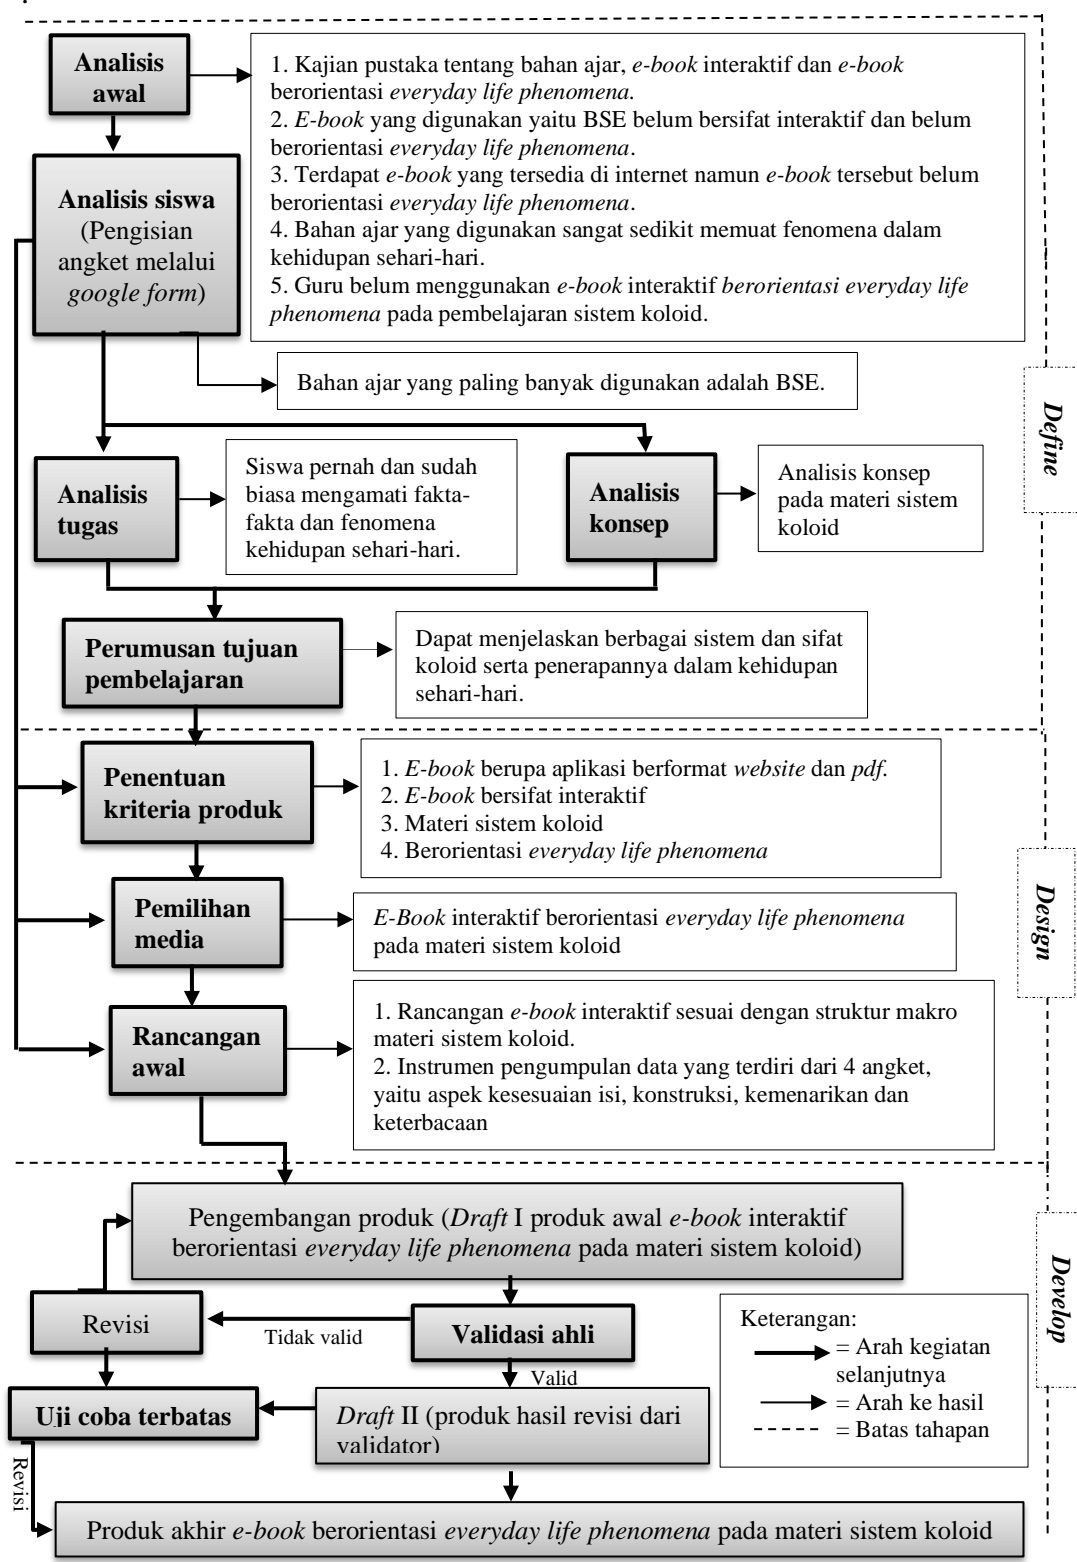 Analisis
awal
1. Kajian pustaka tentang bahan ajar, e-book interaktif dan e-book
berorientasi everyday life phenomena.
2. E-book yang digunakan yaitu BSE belum bersifat interaktif dan belum
berorientasi everyday life phenomena.
3. Terdapat e-book yang tersedia di internet namun e-book tersebut belum
berorientasi everyday life phenomena.
4. Bahan ajar yang digunakan sangat sedikit memuat fenomena dalam
kehidupan sehari-hari.
5. Guru belum menggunakan e-book interaktif berorientasi everyday life
phenomena pada pembelajaran sistem koloid.
Analisis siswa
(Pengisian
angket melalui
google form)
Bahan ajar yang paling banyak digunakan adalah BSE.
Define
Analisis
tugas
Siswa pernah dan sudah
biasa mengamati fakta-
fakta dan fenomena
kehidupan sehari-hari.
Analisis
konsep
Analisis konsep
pada materi sistem
koloid
Perumusan tujuan
pembelajaran
Dapat menjelaskan berbagai sistem dan sifat
koloid serta penerapannya dalam kehidupan
sehari-hari.
Penentuan
kriteria produk
1. E-book berupa aplikasi berformat website dan pdf.
2. E-book bersifat interaktif
3. Materi sistem koloid
4. Berorientasi everyday life phenomena
Pemilihan
media
E-Book interaktif berorientasi everyday life phenomena
pada materi sistem koloid
Design
Rancangan
awal
1. Rancangan e-book interaktif sesuai dengan struktur makro
materi sistem koloid.
2. Instrumen pengumpulan data yang terdiri dari 4 angket,
yaitu aspek kesesuaian isi, konstruksi, kemenarikan dan
keterbacaan
Pengembangan produk (Draft I produk awal e-book interaktif
berorientasi everyday life phenomena pada materi sistem koloid)
Develop
Revisi
Tidak valid
Validasi ahli
Valid
Keterangan:
= Arah kegiatan
selanjutnya
= Arah ke hasil
= Batas tahapan
Uji coba terbatas
Draft II (produk hasil revisi dari
validator)
Revisi
Produk akhir e-book berorientasi everyday life phenomena pada materi sistem koloid